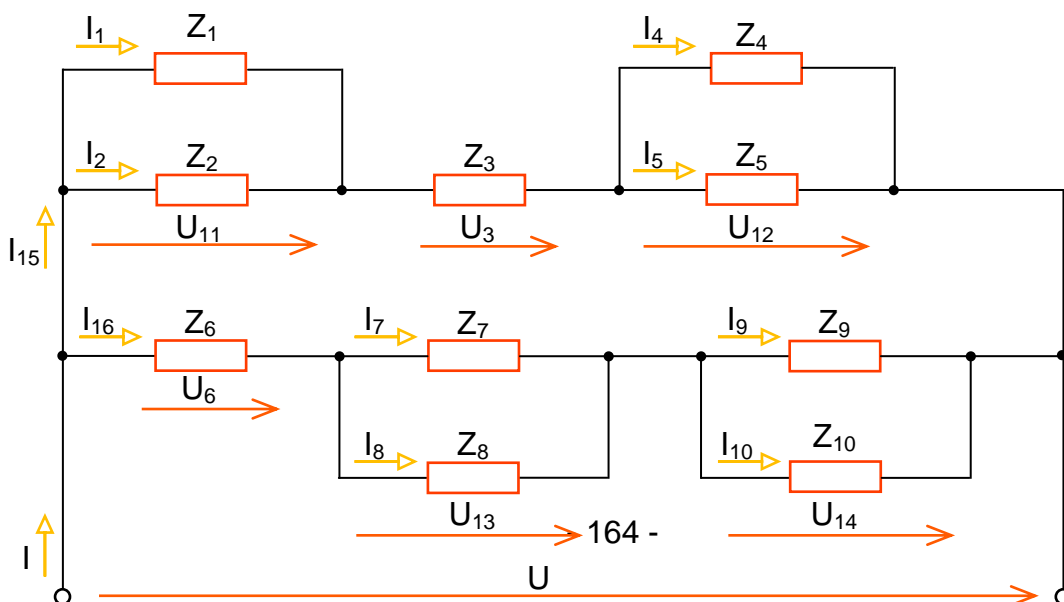 I₁ Z₁ I₄ Z₄
I₂ Z₂ Z₃ I₅ Z₅
U₁₁ U₃ U₁₂
I₁₅
I₁₆ Z₆ I₇ Z₇ I₉ Z₉
U₆
I₈ Z₈ I₁₀ Z₁₀
U₁₃ U₁₄
- 164 -
I U